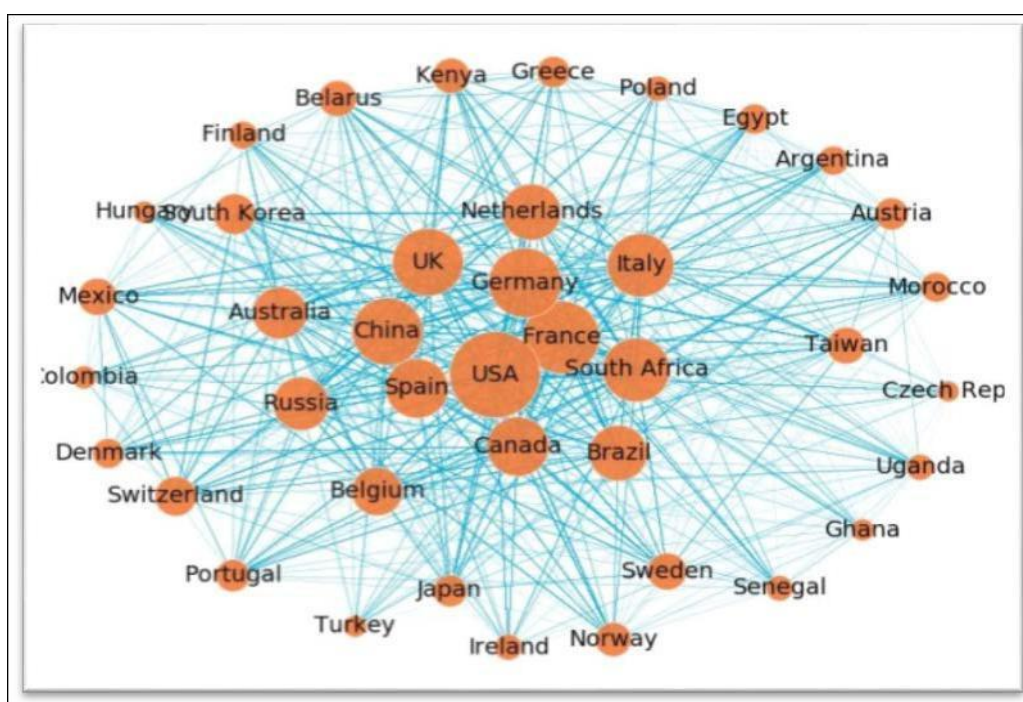 Kenya
Greece
Poland
Belarus
Egypt
Finland
Argentina
Hungary
South Korea
Netherlands
Austria
UK
Italy
Germany
Mexico
Morocco
Australia
China
France
Taiwan
USA
South Africa
Colombia
Spain
Czech Rep
Russia
Canada
Brazil
Denmark
Uganda
Switzerland
Belgium
Ghana
Portugal
Japan
Sweden
Senegal
Turkey
Ireland
Norway